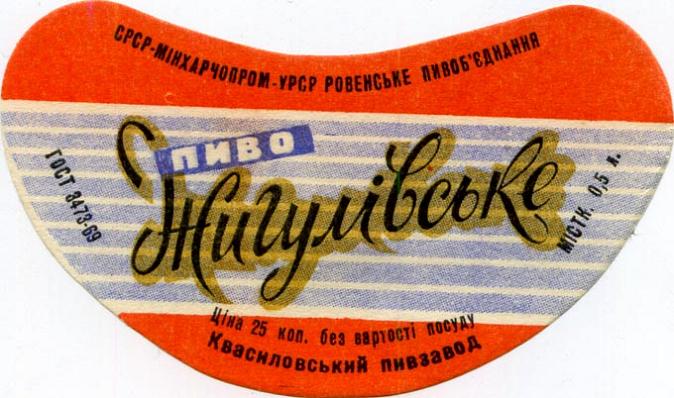 СРСР-МІНХАРЧОПРОМ-УРСР РОВЕНСЬКЕ ПИВОБ'ЄДНАННЯ
ПИВО
Жигулівське
ГОСТ 3473-69
МІСТК. 0,5 л.
Ціна 25 коп. без вартості посуду
Квасиловський пивзавод